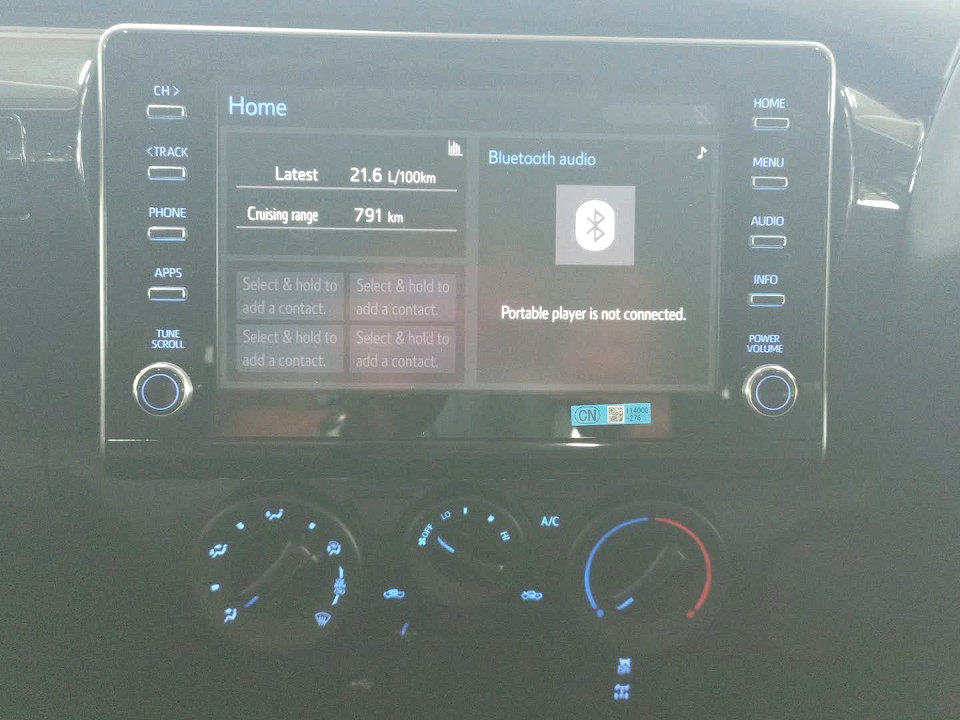 CH >
<TRACK
PHONE
APPS
TUNE
SCROLL
Home
Latest 21.6 L/100km
Cruising range 791 km
Select & hold to
add a contact.
Select & hold to
add a contact.
Select & hold to
add a contact.
Select & hold to
add a contact.
Bluetooth audio
Portable player is not connected.
HOME
MENU
AUDIO
INFO
POWER
VOLUME
CN
114000
-276
OFF
LO
HI
A/C